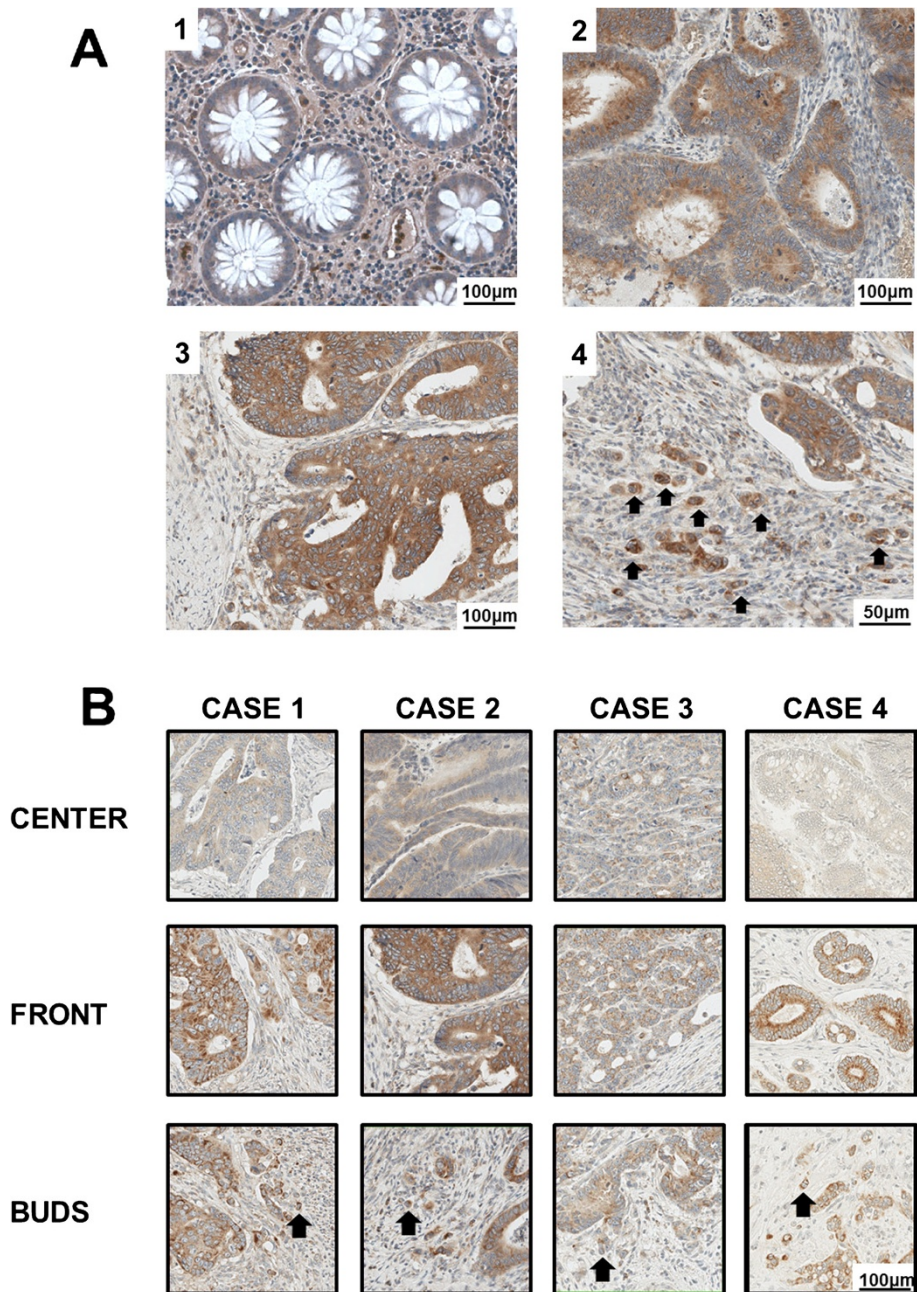 A
1
2
100µm
100µm
3
4
100µm
50µm
B
CASE 1 CASE 2 CASE 3 CASE 4
CENTER
FRONT
BUDS
100µm